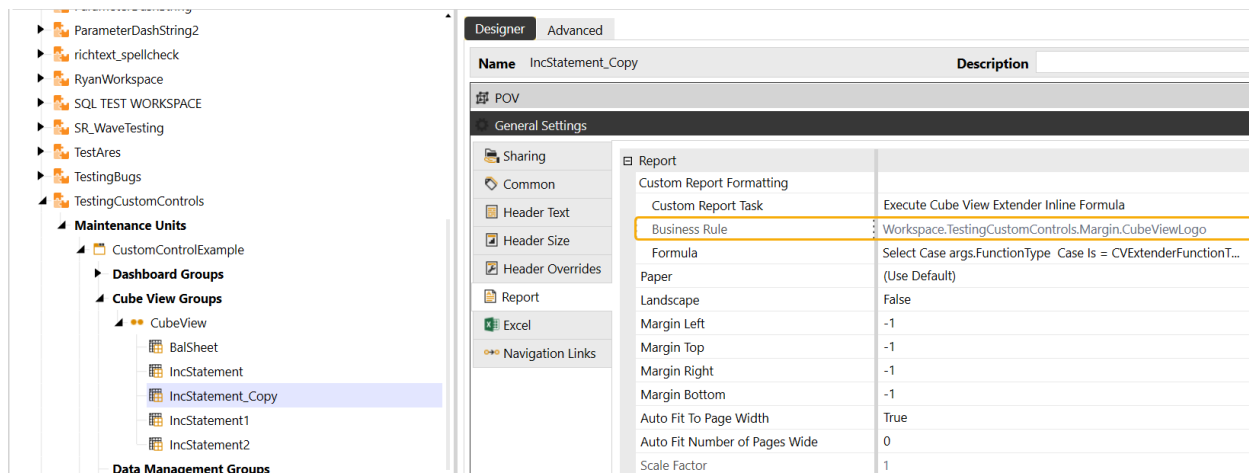 ParameterDashString2
richtext_spellcheck
RyanWorkspace
SQL TEST WORKSPACE
SR_WaveTesting
TestAres
TestingBugs
TestingCustomControls
Maintenance Units
CustomControlExample
Dashboard Groups
Cube View Groups
CubeView
BalSheet
IncStatement
IncStatement_Copy
IncStatement1
IncStatement2
Data Management Groups
Designer Advanced
Name IncStatement_Copy Description
POV
General Settings
Sharing
Common
Header Text
Header Size
Header Overrides
Report
Excel
Navigation Links
Report
Custom Report Formatting
Custom Report Task Execute Cube View Extender Inline Formula
Business Rule Workspace.TestingCustomControls.Margin.CubeViewLogo
Formula Select Case args.FunctionType Case Is = CVExtenderFunctionT...
Paper (Use Default)
Landscape False
Margin Left -1
Margin Top -1
Margin Right -1
Margin Bottom -1
Auto Fit To Page Width True
Auto Fit Number of Pages Wide 0
Scale Factor 1